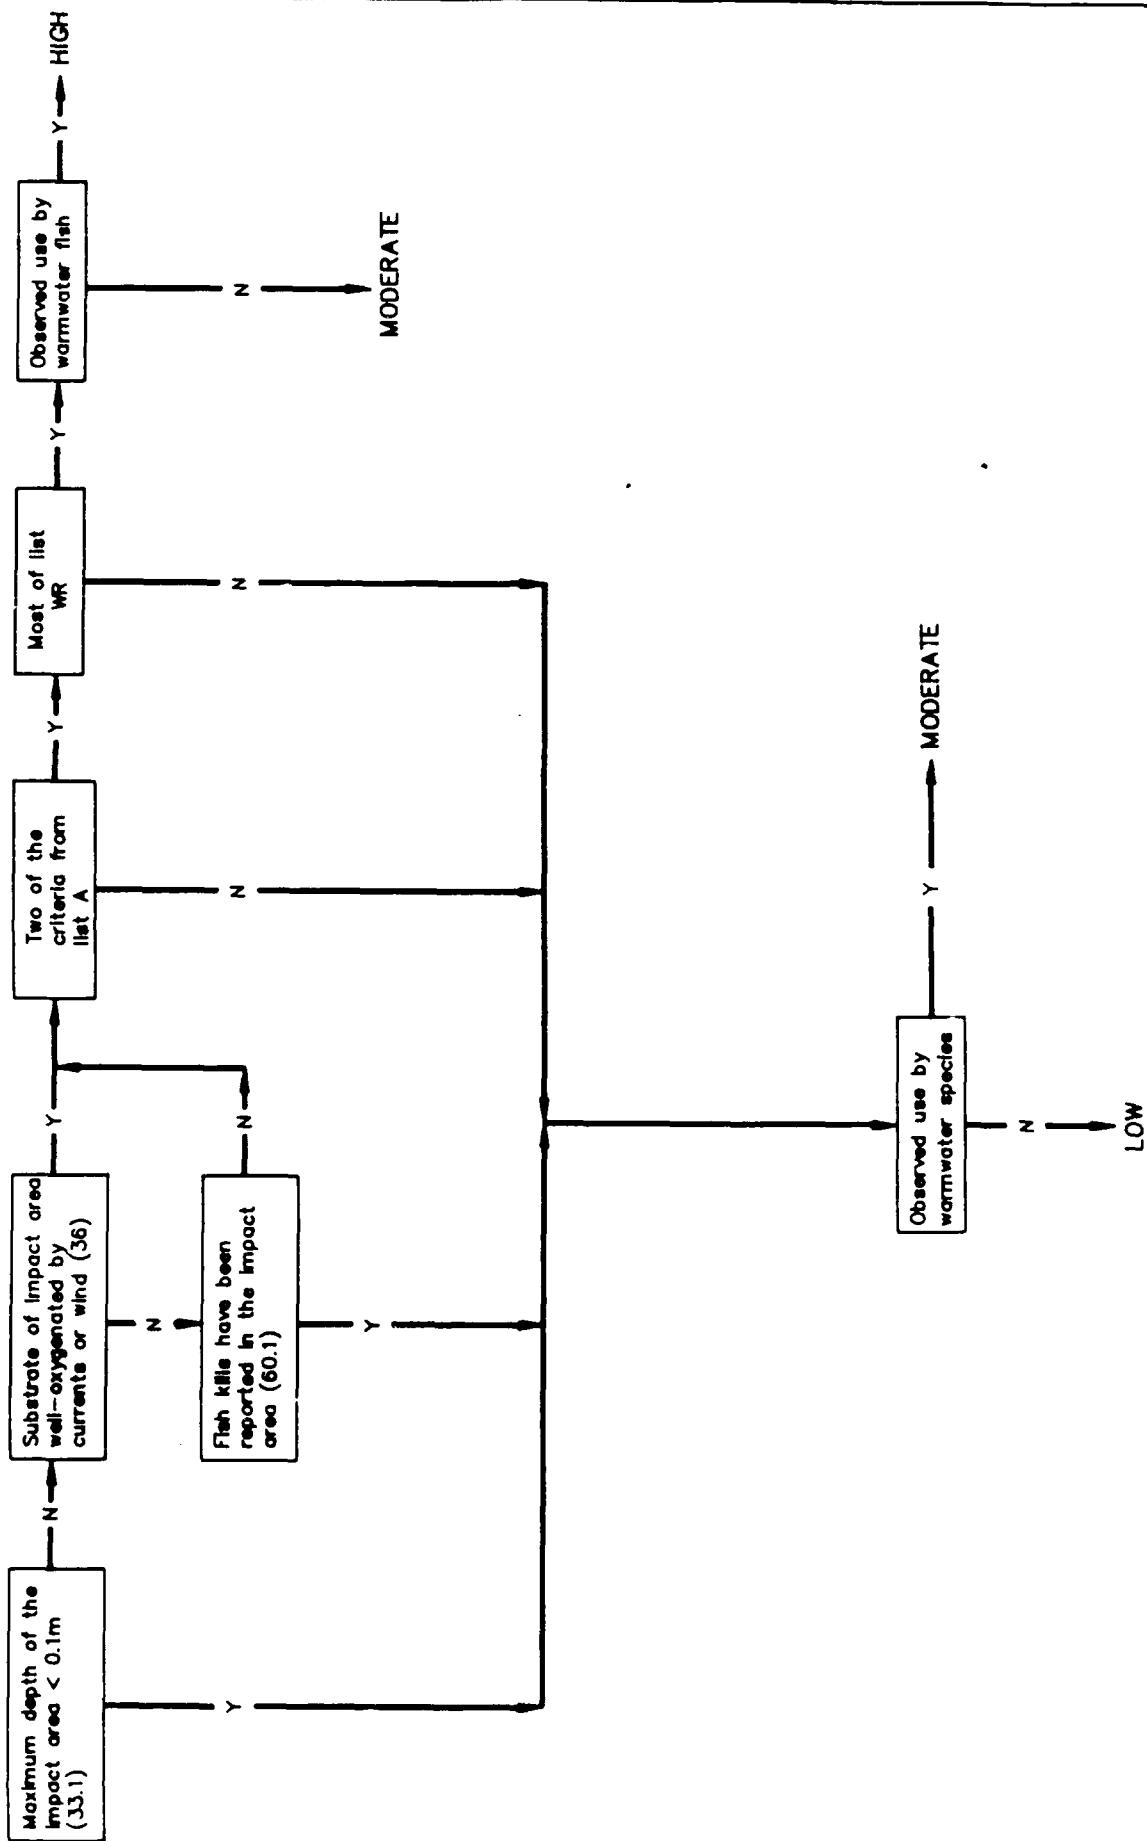 Maximum depth of the
impact area < 0.1m
(33.1)
Y
N
Substrate of impact area
well-oxygenated by
currents or wind (36)
Y
N
Fish kills have been
reported in the impact
area (60.1)
N
Y
Two of the
criteria from
list A
Y
N
Most of list
WR
Y
N
Observed use by
warmwater fish
Y
HIGH
N
MODERATE
Observed use by
warmwater species
Y
MODERATE
N
LOW